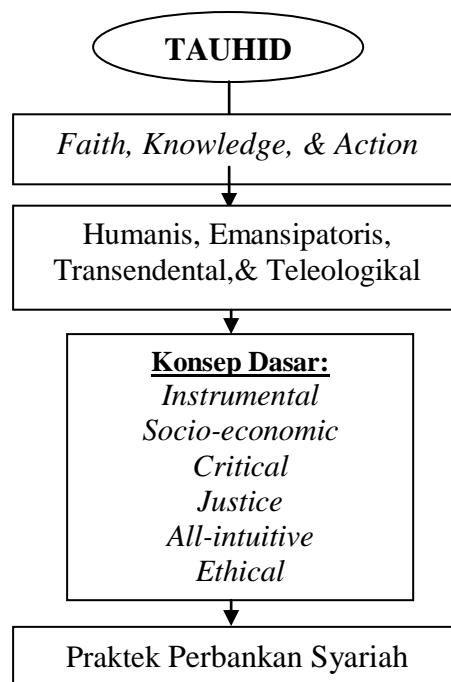 TAUHID
Faith, Knowledge, & Action
Humanis, Emansipatoris,
Transendental,& Teleologikal
Konsep Dasar:
Instrumental
Socio-economic
Critical
Justice
All-intuitive
Ethical
Praktek Perbankan Syariah